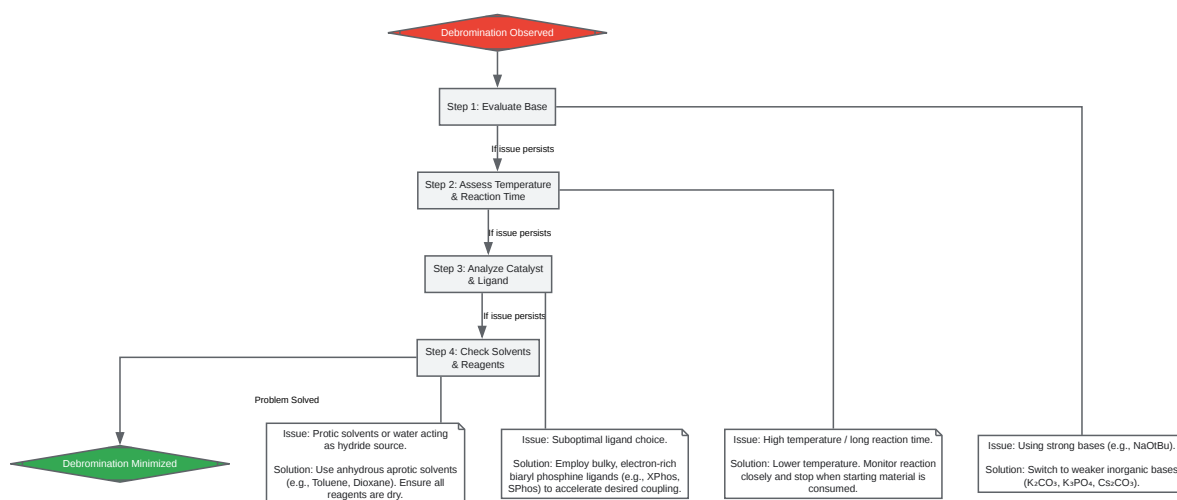 Debromination Observed
Step 1: Evaluate Base
If issue persists
Step 2: Assess Temperature
& Reaction Time
If issue persists
Step 3: Analyze Catalyst
& Ligand
If issue persists
Step 4: Check Solvents
& Reagents
Problem Solved
Debromination Minimized
Issue: Protic solvents or water acting
as hydride source.
Solution: Use anhydrous aprotic solvents
(e.g., Toluene, Dioxane). Ensure all
reagents are dry.
Issue: Suboptimal ligand choice.
Solution: Employ bulky, electron-rich
biaryl phosphine ligands (e.g., XPhos,
SPhos) to accelerate desired coupling.
Issue: High temperature / long reaction time.
Solution: Lower temperature. Monitor reaction
closely and stop when starting material is
consumed.
Issue: Using strong bases (e.g., NaOtBu).
Solution: Switch to weaker inorganic bases
(K₂CO₃, K₃PO₄, Cs₂CO₃).